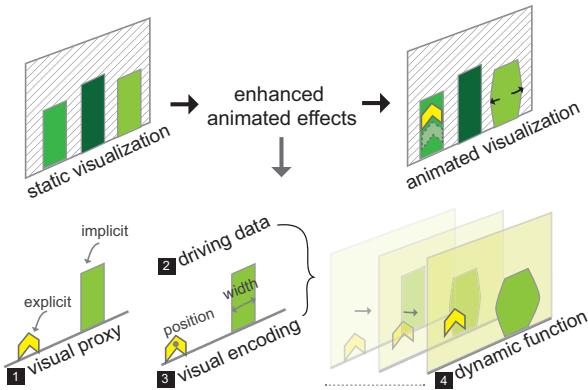 static visualization
enhanced
animated effects
animated visualization
implicit
explicit
1 visual proxy
2 driving data
width
position
3 visual encoding
4 dynamic function